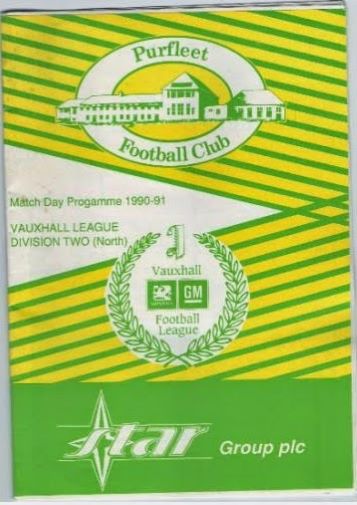 Purfleet
Football Club
Match Day Progamme 1990-91
VAUXHALL LEAGUE
DIVISION TWO (North)
1
Vauxhall
GM
Football
League
star Group plc